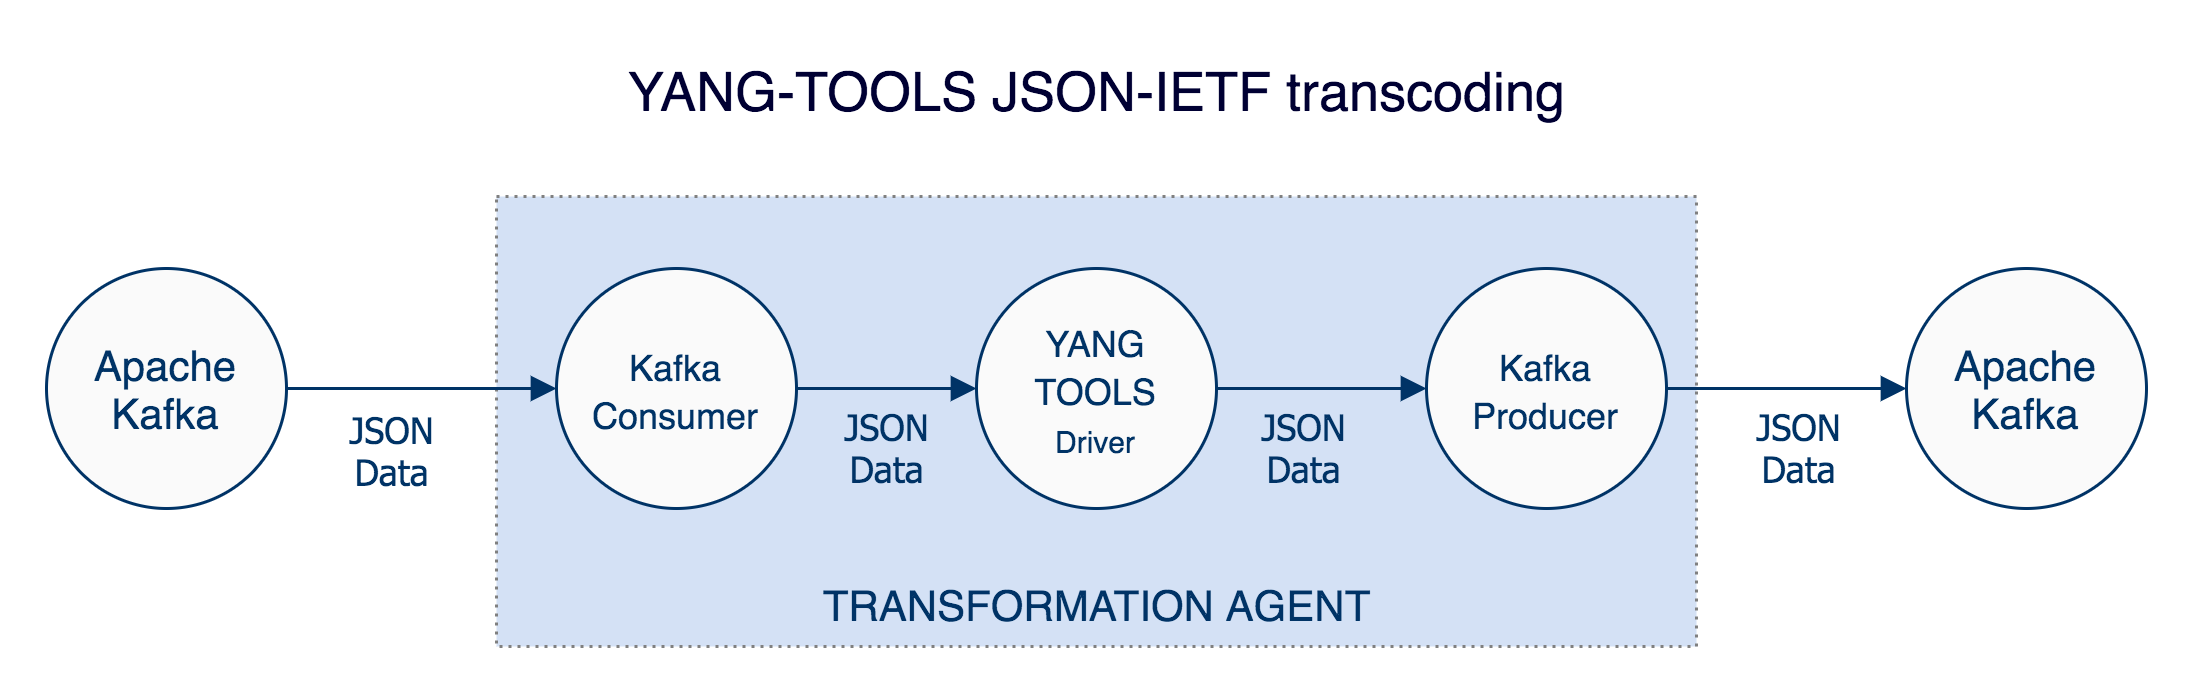 YANG-TOOLS JSON-IETF transcoding
Apache
Kafka
JSON
Data
Kafka
Consumer
JSON
Data
YANG
TOOLS
Driver
JSON
Data
Kafka
Producer
JSON
Data
Apache
Kafka
TRANSFORMATION AGENT